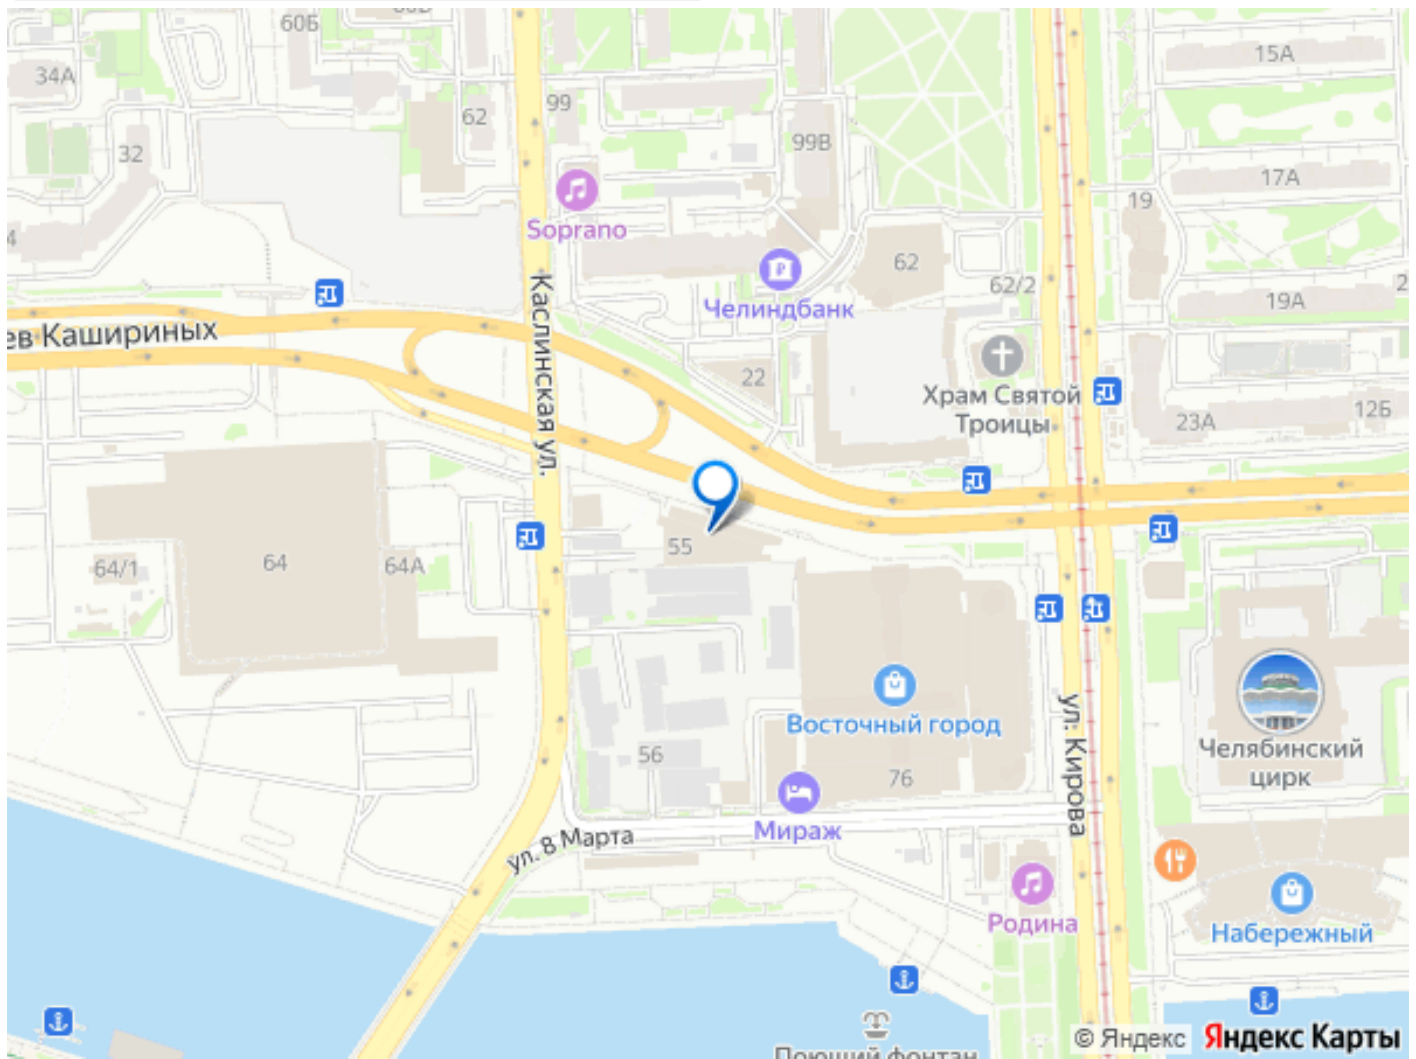 60Б
34А
62
99
15А
32
99В
17А
19
Soprano
62
62/2
19А
Челиндбанк
ев Кашириных
Каслинская ул.
22
Храм Святой
Троицы
12Б
23А
55
64/1
64
64А
Восточный город
ул. Кирова
56
76
Челябинский
цирк
Мираж
ул. 8 Марта
Родина
Набережный
Поющий фонтан
© Яндекс Яндекс Карты